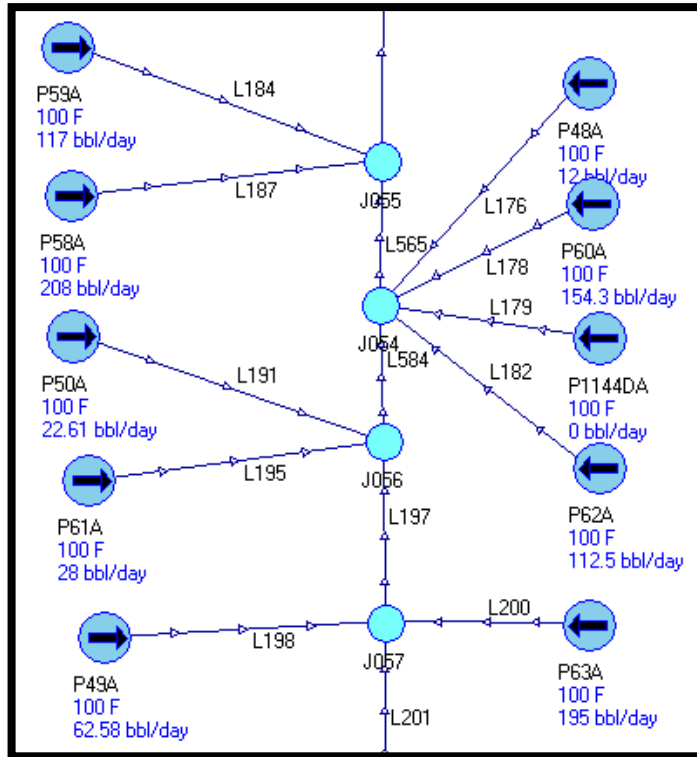 L184
P59A
100 F
117 bbl/day
P48A
100 F
12 bbl/day
L187
J055
L176
P58A
100 F
208 bbl/day
L565
L178
P60A
100 F
154.3 bbl/day
L179
J054
L584
L182
P1144DA
100 F
0 bbl/day
L191
P50A
100 F
22.61 bbl/day
L195
J056
P61A
100 F
28 bbl/day
L197
P62A
100 F
112.5 bbl/day
L198
L200
J057
P49A
100 F
62.58 bbl/day
P63A
100 F
195 bbl/day
L201